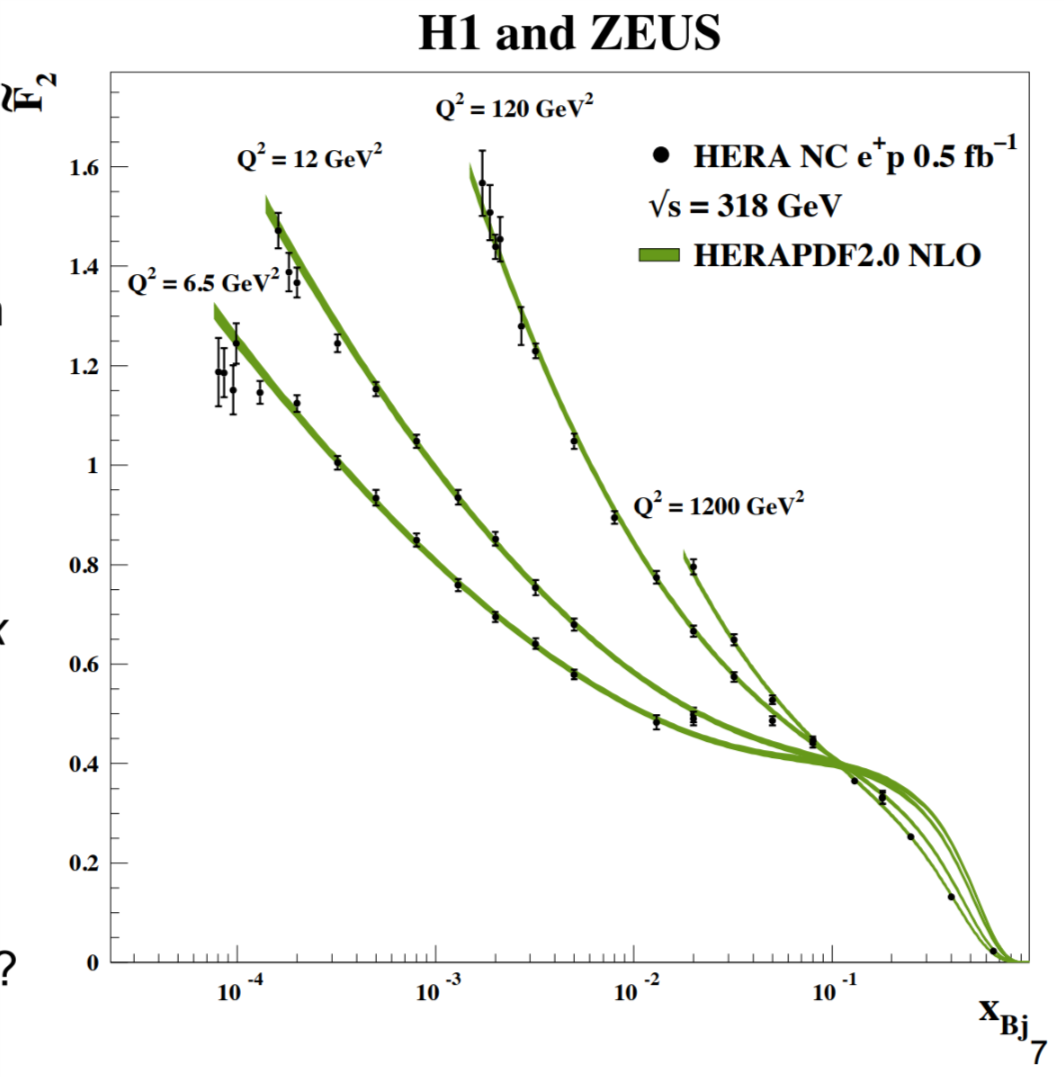 H1 and ZEUS
F̃₂
Q² = 120 GeV²
Q² = 12 GeV²
HERA NC e⁺p 0.5 fb⁻¹
√s = 318 GeV
HERAPDF2.0 NLO
Q² = 6.5 GeV²
Q² = 1200 GeV²
1.6
1.4
1.2
1
0.8
0.6
0.4
0.2
0
?
10⁻⁴ 10⁻³ 10⁻² 10⁻¹
x_Bj
7